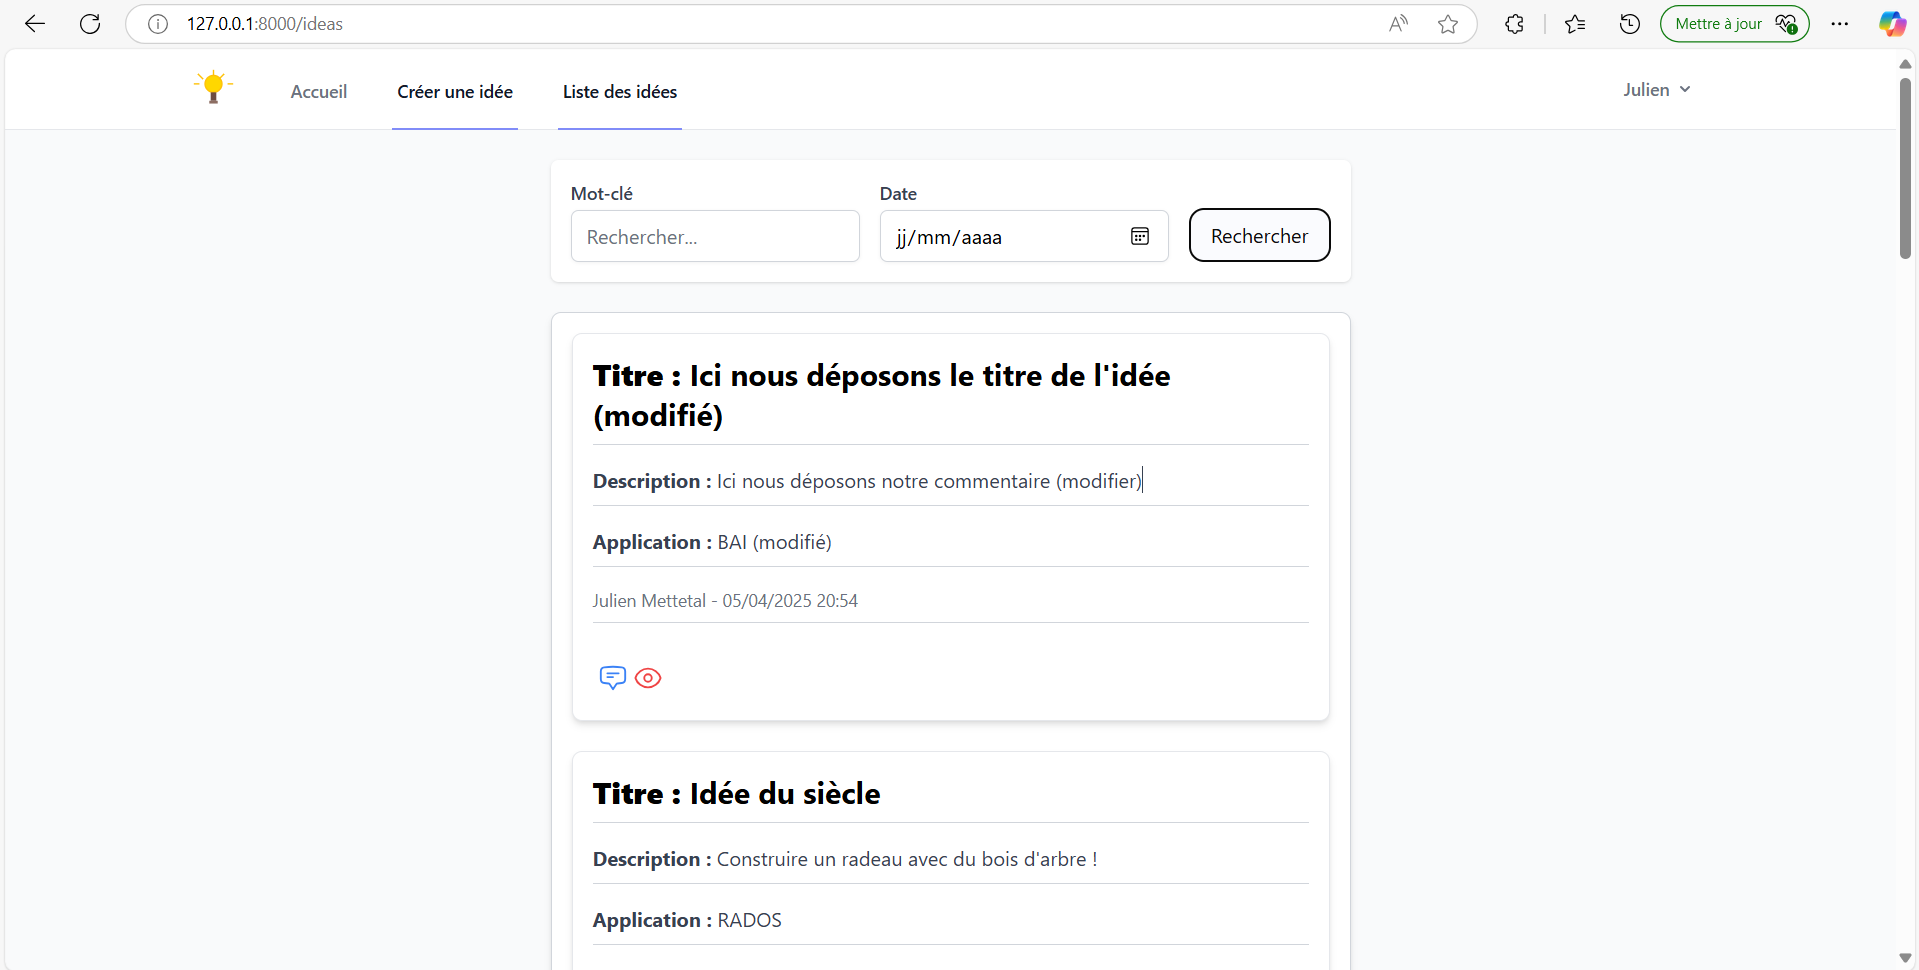 127.0.0.1:8000/ideas
Mettre à jour
Accueil
Créer une idée
Liste des idées
Julien
Mot-clé
Date
Rechercher...
jj/mm/aaaa
Rechercher
Titre : Ici nous déposons le titre de l'idée
(modifié)
Description : Ici nous déposons notre commentaire (modifier)
Application : BAI (modifié)
Julien Mettetal - 05/04/2025 20:54
Titre : Idée du siècle
Description : Construire un radeau avec du bois d'arbre !
Application : RADOS